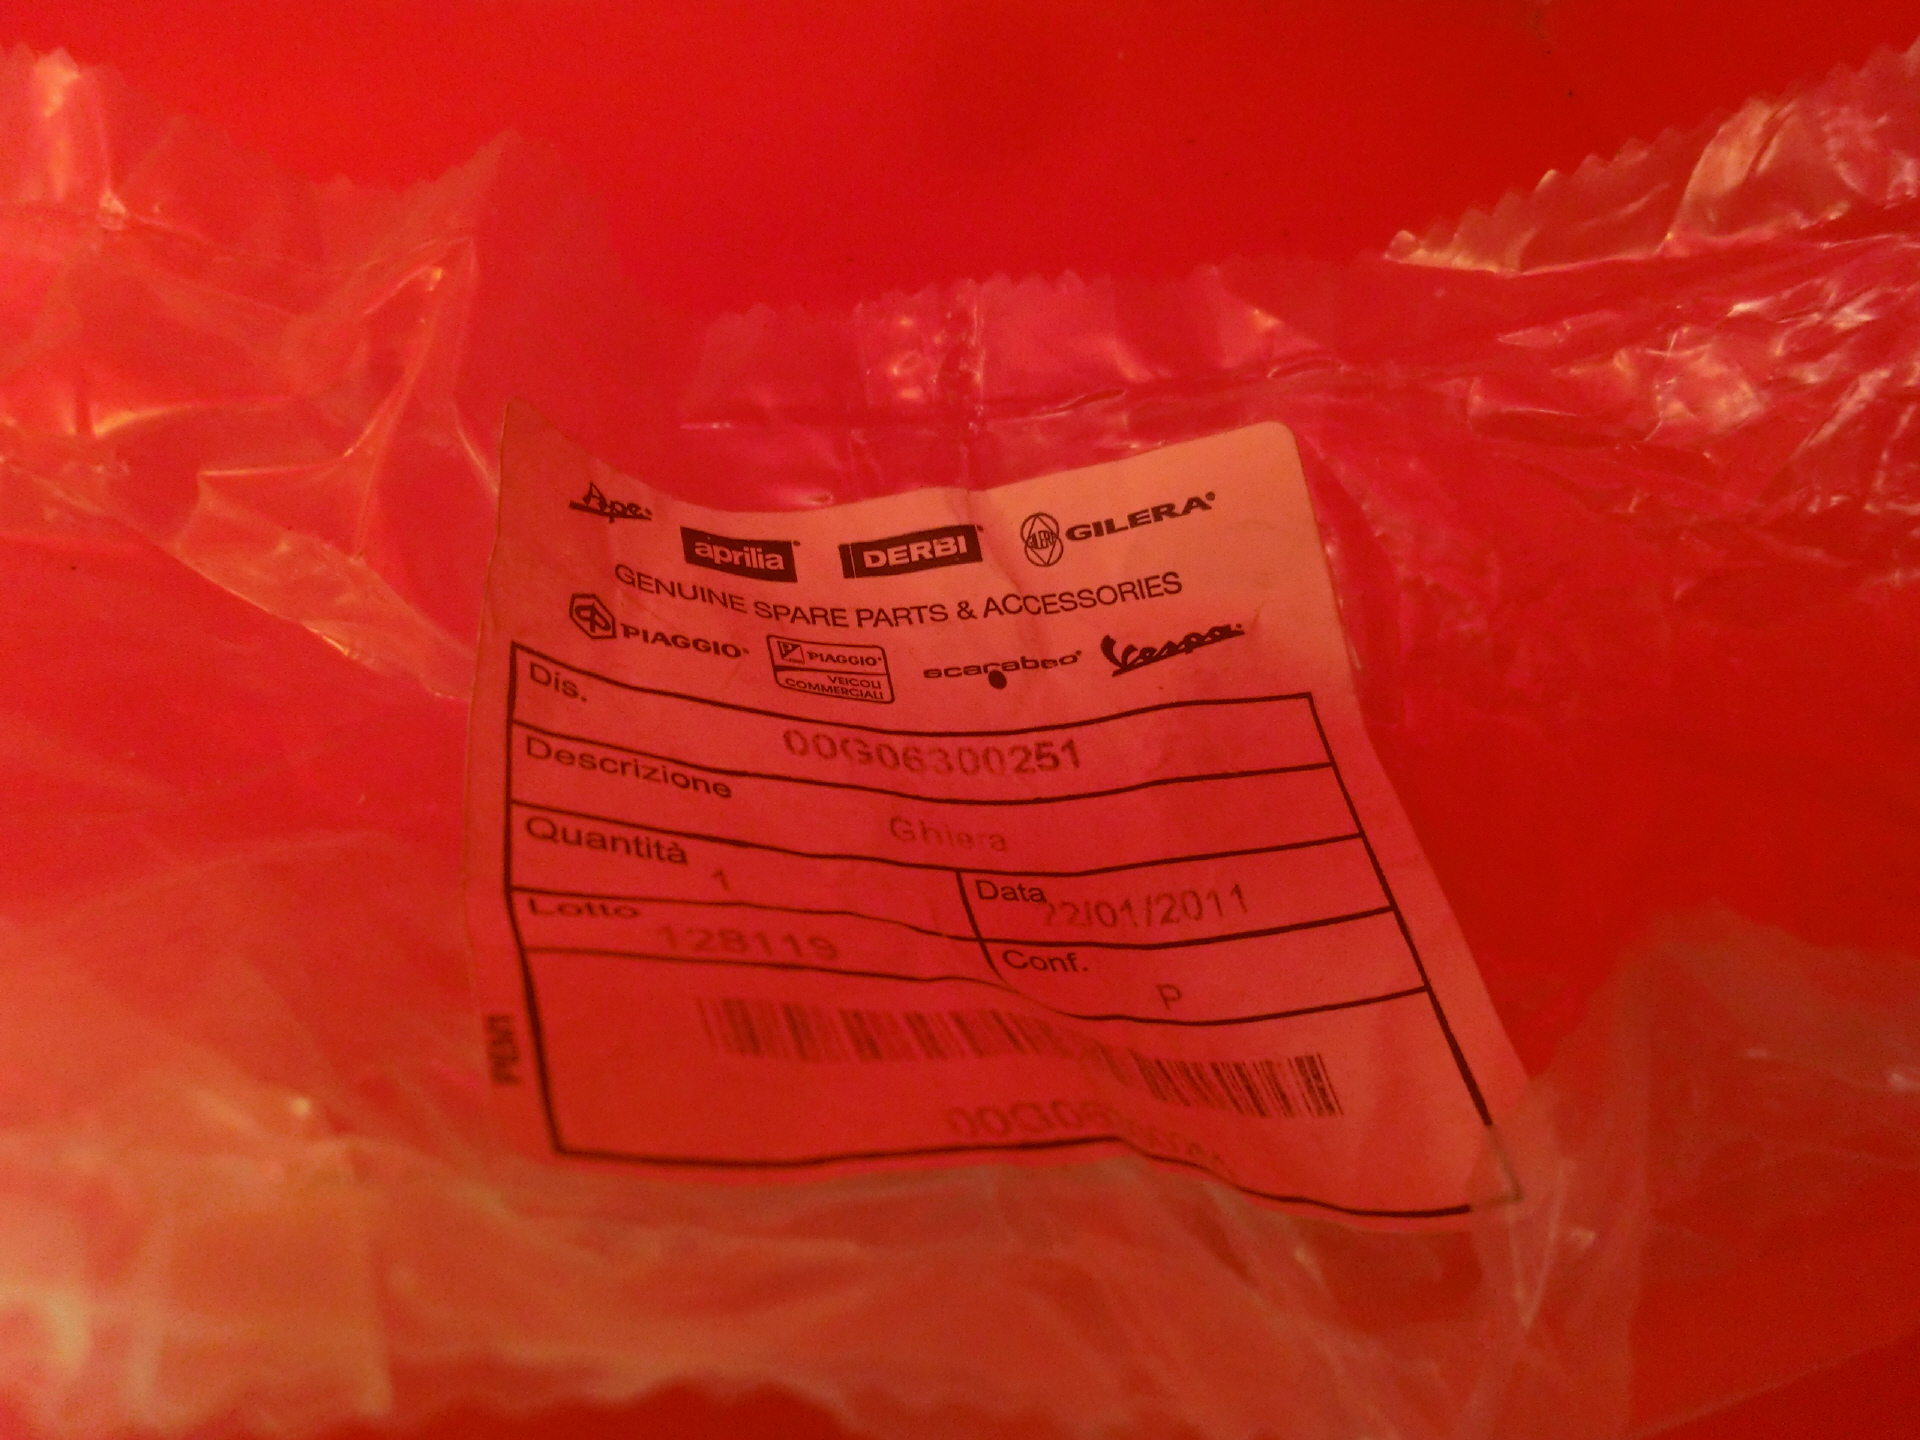 Ape
aprilia DERBI GILERA GILERA
GENUINE SPARE PARTS & ACCESSORIES
PIAGGIO PIAGGIO scarabeo Vespa
VEICOLI
COMMERCIALI
Dis.
00G06300251
Descrizione
Ghiera
Quantità
1
Data
22/01/2011
Lotto
128119
Conf.
P